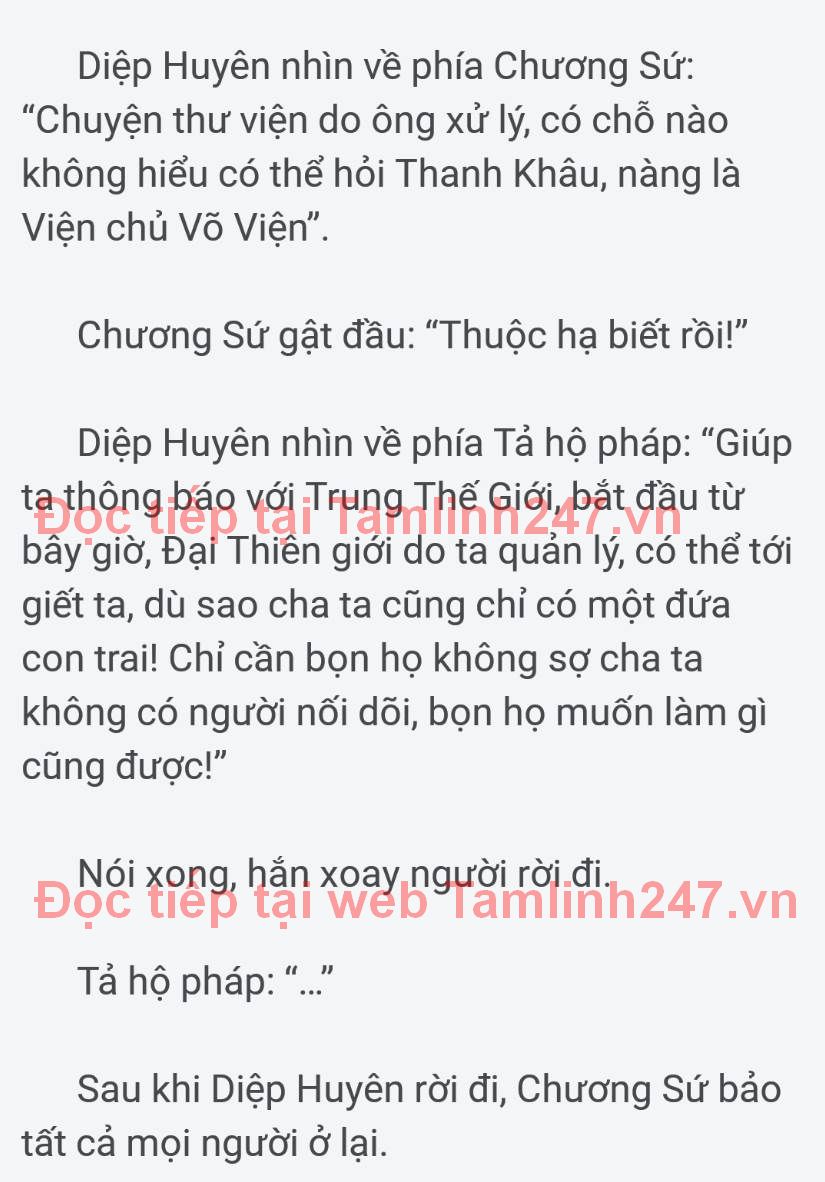 Diệp Huyên nhìn về phía Chương Sứ:
“Chuyện thư viện do ông xử lý, có chỗ nào
không hiểu có thể hỏi Thanh Khâu, nàng là
Viện chủ Võ Viện”.
Chương Sứ gật đầu: “Thuộc hạ biết rồi!”
Diệp Huyên nhìn về phía Tả hộ pháp: “Giúp
ta thông báo với Trung Thế Giới, bắt đầu từ
Đọc tiếp tại Tamlinh247.vn
bây giờ, Đại Thiên giới do ta quản lý, có thể tới
giết ta, dù sao cha ta cũng chỉ có một đứa
con trai! Chỉ cần bọn họ không sợ cha ta
không có người nối dõi, bọn họ muốn làm gì
cũng được!”
Nói xong, hắn xoay người rời đi.
Đọc tiếp tại web Tamlinh247.vn
Tả hộ pháp: “...”
Sau khi Diệp Huyên rời đi, Chương Sứ bảo
tất cả mọi người ở lại.